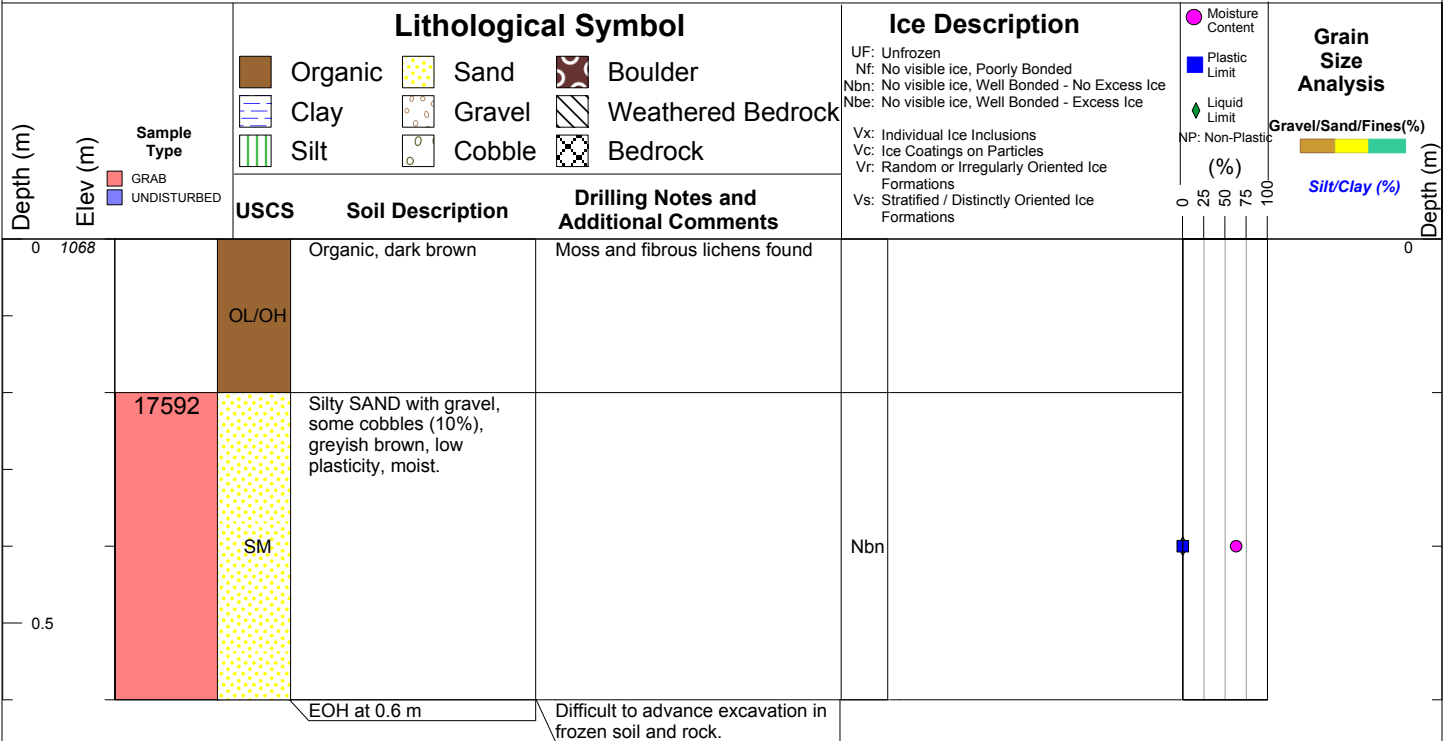 Lithological Symbol
Organic
Sand
Boulder
Clay
Gravel
Weathered Bedrock
Silt
Cobble
Bedrock
Ice Description
UF: Unfrozen
Nf: No visible ice, Poorly Bonded
Nbn: No visible ice, Well Bonded - No Excess Ice
Nbe: No visible ice, Well Bonded - Excess Ice
Vx: Individual Ice Inclusions
Vc: Ice Coatings on Particles
Vr: Random or Irregularly Oriented Ice
Formations
Vs: Stratified / Distinctly Oriented Ice
Formations
Moisture
Content
Plastic
Limit
Liquid
Limit
NP: Non-Plastic
(%)
0 25 50 75 100
Grain
Size
Analysis
Gravel/Sand/Fines(%)
Silt/Clay (%)
Depth (m)
Depth (m)
Elev (m)
Sample
Type
GRAB
UNDISTURBED
USCS
Soil Description
Drilling Notes and
Additional Comments
0 1068
Organic, dark brown
Moss and fibrous lichens found
0
OL/OH
17592
Silty SAND with gravel,
some cobbles (10%),
greyish brown, low
plasticity, moist.
SM
Nbn
0.5
EOH at 0.6 m
Difficult to advance excavation in
frozen soil and rock.